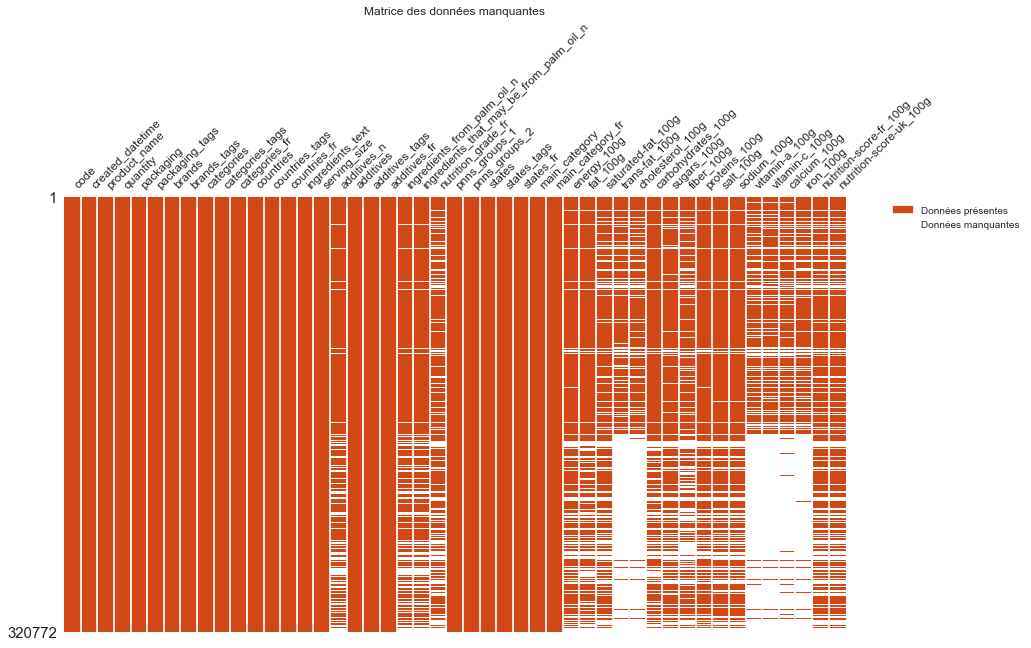 Matrice des données manquantes
code
created_datetime
product_name
quantity
packaging
packaging_tags
brands
brands_tags
categories
categories_tags
categories_fr
countries
countries_tags
countries_fr
ingredients_text
serving_size
additives_n
additives
additives_tags
additives_fr
ingredients_from_palm_oil_n
ingredients_that_may_be_from_palm_oil_n
nutrition_grade_fr
pnns_groups_1
pnns_groups_2
states
states_tags
states_fr
main_category
main_category_fr
energy_100g
fat_100g
saturated-fat_100g
trans-fat_100g
cholesterol_100g
carbohydrates_100g
sugars_100g
fiber_100g
proteins_100g
salt_100g
sodium_100g
vitamin-a_100g
vitamin-c_100g
calcium_100g
iron_100g
nutrition-score-fr_100g
nutrition-score-uk_100g
1
Données présentes
Données manquantes
320772